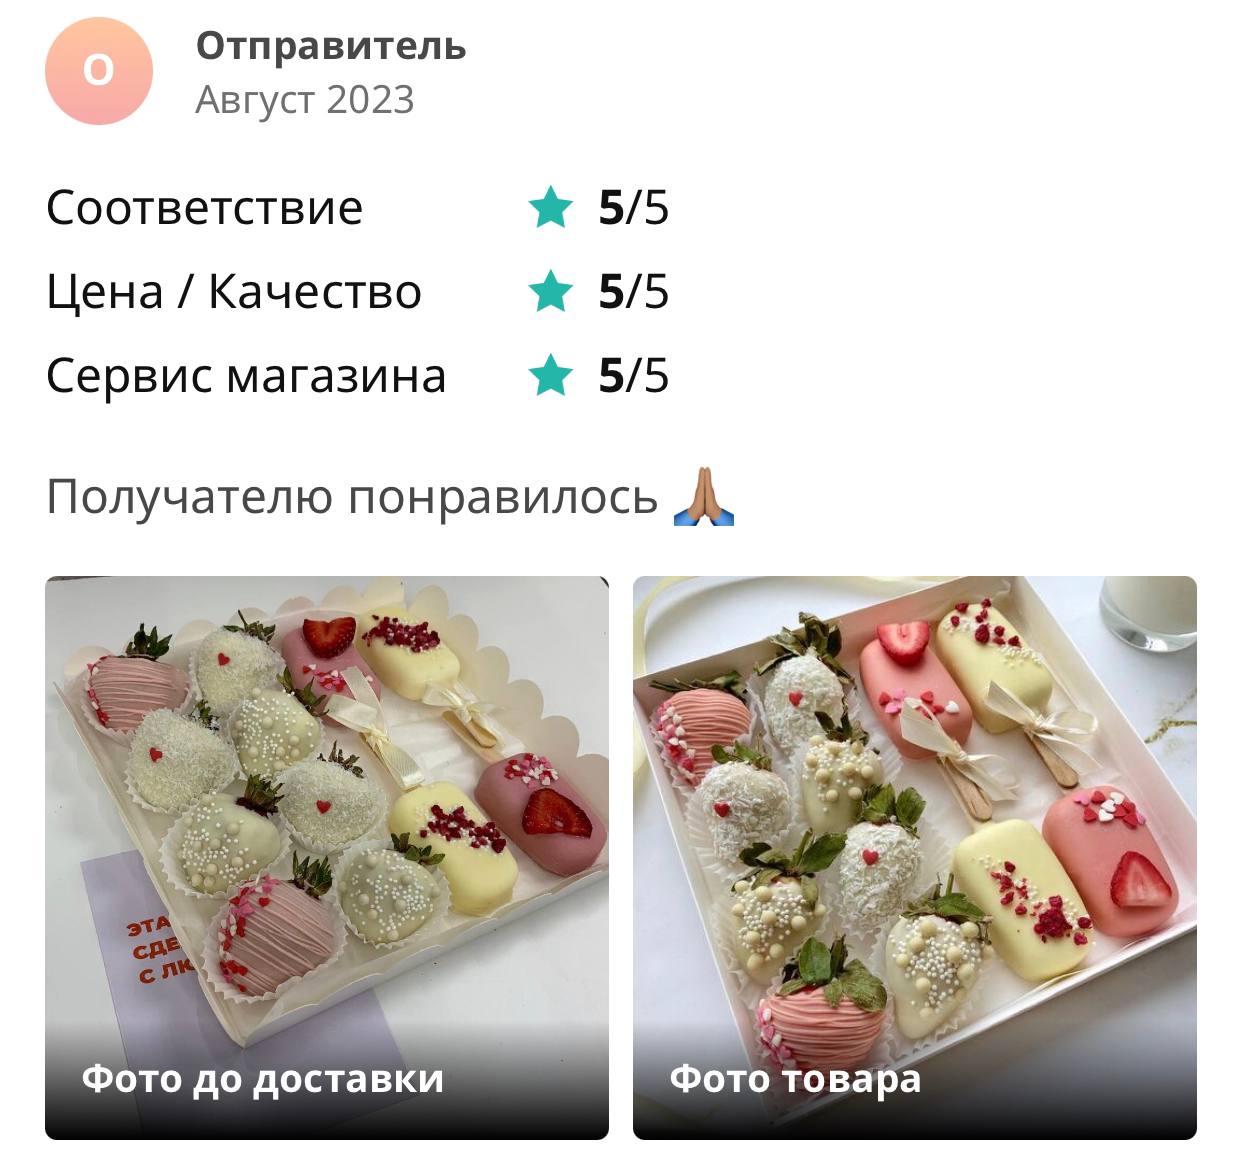 О
Отправитель
Август 2023
Соответствие 5/5
Цена / Качество 5/5
Сервис магазина 5/5
Получателю понравилось 🙏🏽
ЭТА
СДЕ
С ЛЮ
Фото до доставки
Фото товара